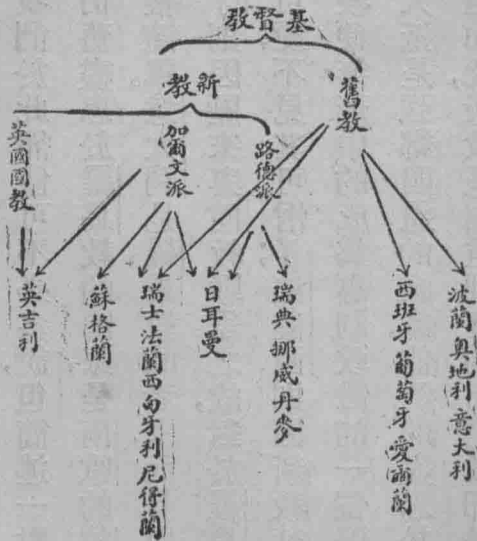 基督教
舊教
新教
路德派
加爾文派
英國國教
波蘭 奥地利 意大利
西班牙 葡萄牙 愛爾蘭
瑞典 挪威 丹麥
日耳曼
瑞士 法蘭西 匈牙利 尼得蘭
蘇格蘭
英吉利